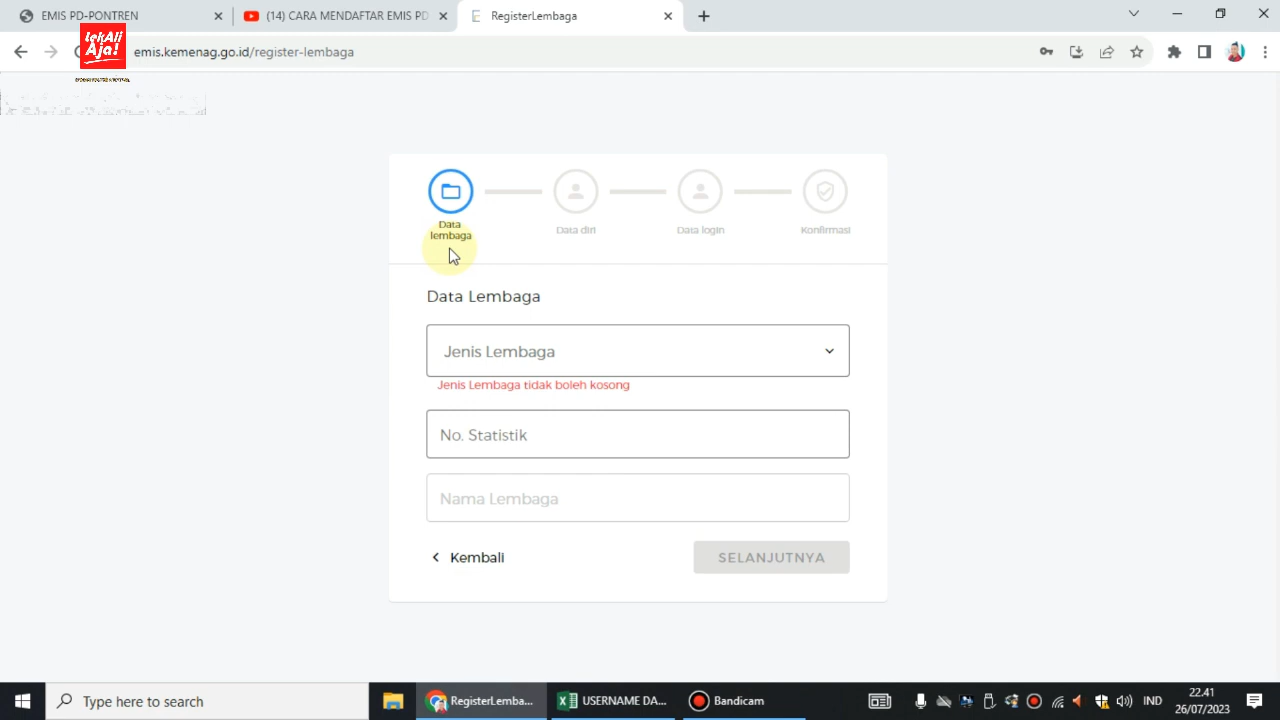 EMIS PD-PONTREN
(14) CARA MENDAFTAR EMIS PD
RegisterLembaga
LekAli
Aja!
emis.kemenag.go.id/register-lembaga
Data
lembaga
Data diri
Data login
Konfirmasi
Data Lembaga
Jenis Lembaga
Jenis Lembaga tidak boleh kosong
No. Statistik
Nama Lembaga
Kembali
SELANJUTNYA
Type here to search
RegisterLemba...
USERNAME DA...
Bandicam
IND
22.41
26/07/2023